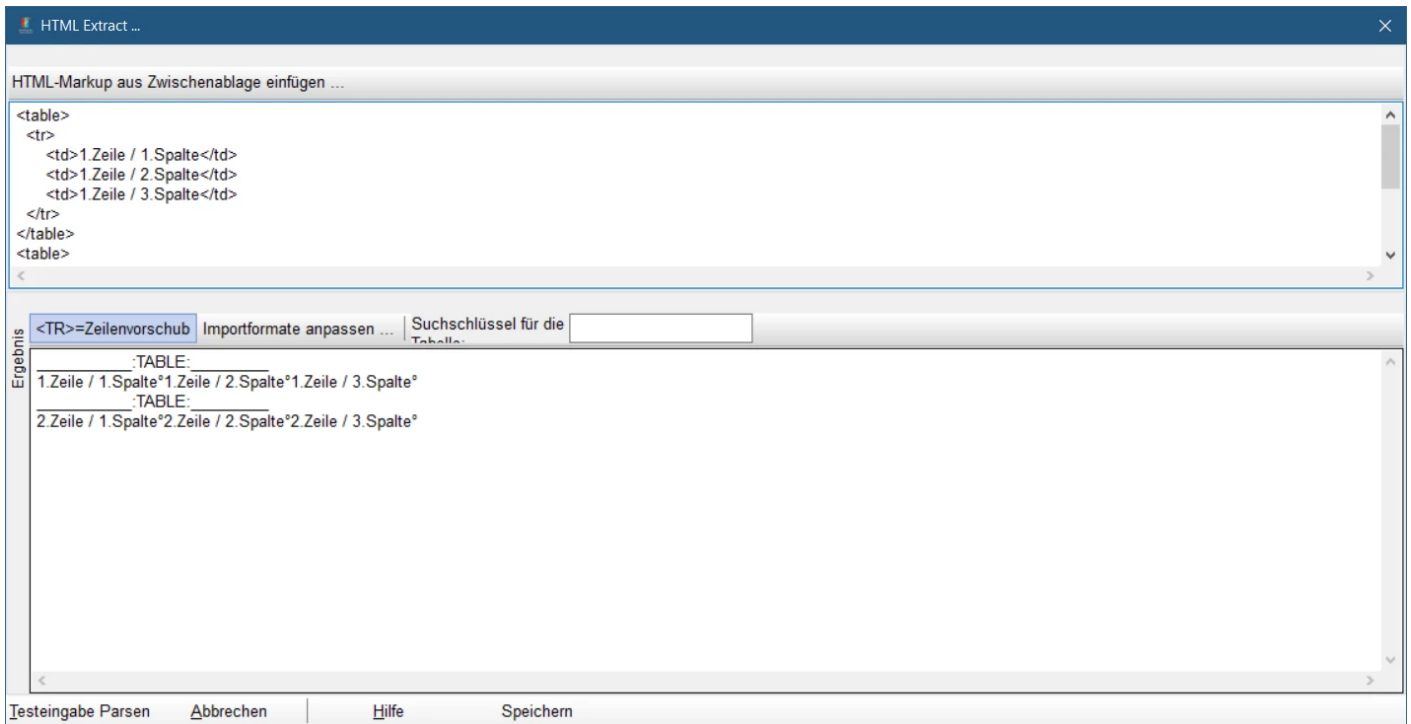 HTML Extract ...
HTML-Markup aus Zwischenablage einfügen ...
<table>
<tr>
<td>1.Zeile / 1.Spalte</td>
<td>1.Zeile / 2.Spalte</td>
<td>1.Zeile / 3.Spalte</td>
</tr>
</table>
<table>
Ergebnis
<TR>=Zeilenvorschub Importformate anpassen ... Suchschlüssel für die
Tabelle:
___________:TABLE:_________
1.Zeile / 1.Spalte°1.Zeile / 2.Spalte°1.Zeile / 3.Spalte°
___________:TABLE:_________
2.Zeile / 1.Spalte°2.Zeile / 2.Spalte°2.Zeile / 3.Spalte°
Testeingabe Parsen Abbrechen Hilfe Speichern